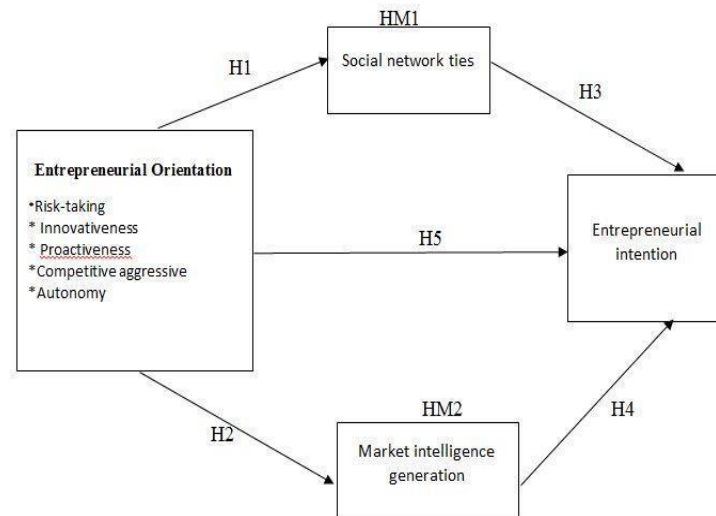 HM1
Social network ties
H1
H3
Entrepreneurial Orientation
•Risk-taking
* Innovativeness
* Proactiveness
*Competitive aggressive
*Autonomy
H5
Entrepreneurial
intention
H2
HM2
H4
Market intelligence
generation